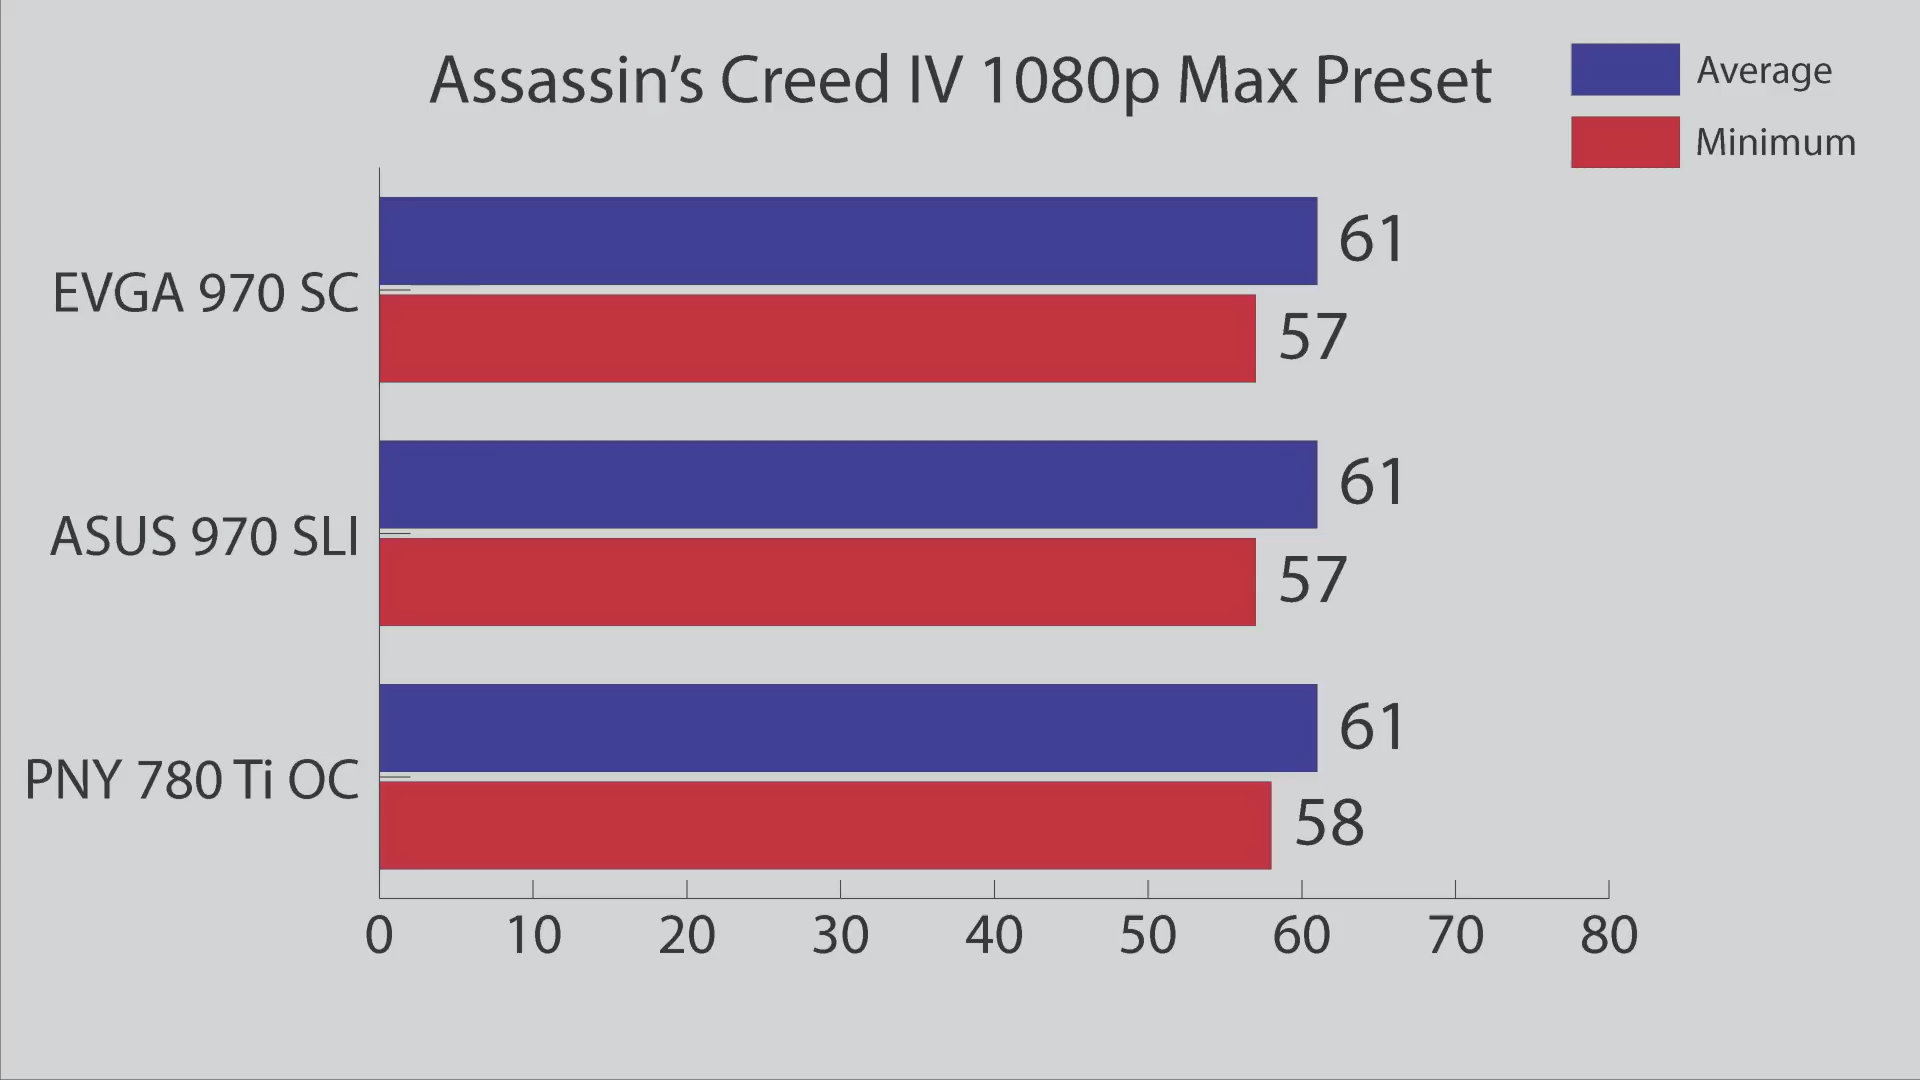 Assassin’s Creed IV 1080p Max Preset
Average
Minimum
EVGA 970 SC
61
57
ASUS 970 SLI
61
57
PNY 780 Ti OC
61
58
0 10 20 30 40 50 60 70 80